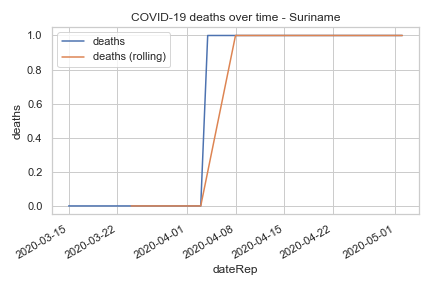 COVID-19 deaths over time - Suriname
deaths
deaths (rolling)
1.0
0.8
0.6
0.4
0.2
0.0
deaths
2020-03-15
2020-03-22
2020-04-01
2020-04-08
2020-04-15
2020-04-22
2020-05-01
dateRep